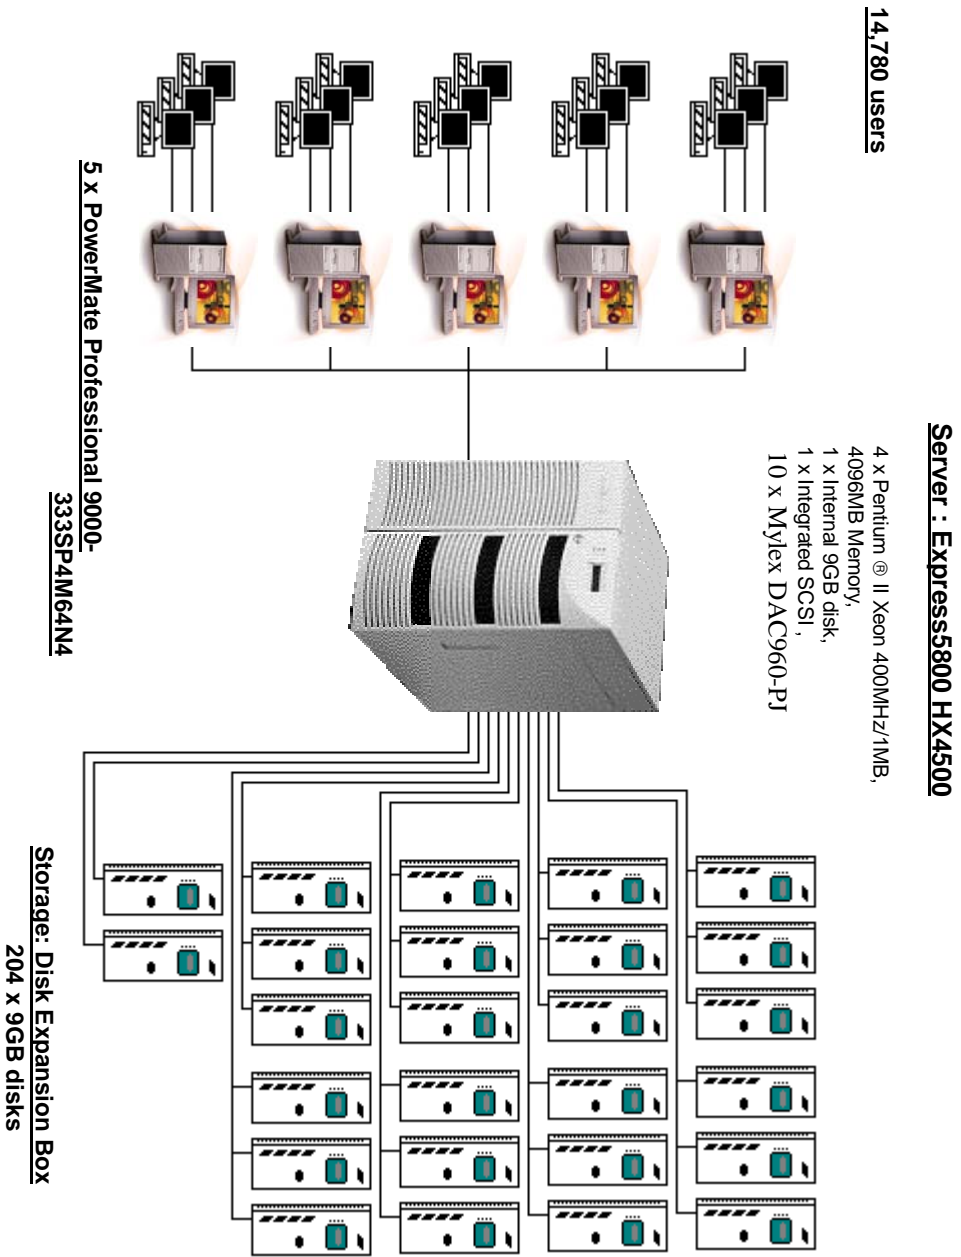 14,780 users
Server : Express5800 HX4500
4 x Pentium ® II Xeon 400MHz/1MB,
4096MB Memory,
1 x Internal 9GB disk,
1 x Integrated SCSI ,
10 x Mylex DAC960-PJ
5 x PowerMate Professional 9000-
333SP4M64N4
Storage: Disk Expansion Box
204 x 9GB disks